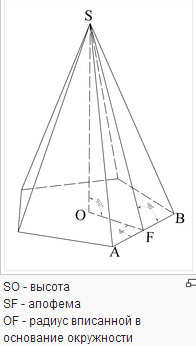 S
O
B
F
A
SO - высота
SF - апофема
OF - радиус вписанной в
основание окружности